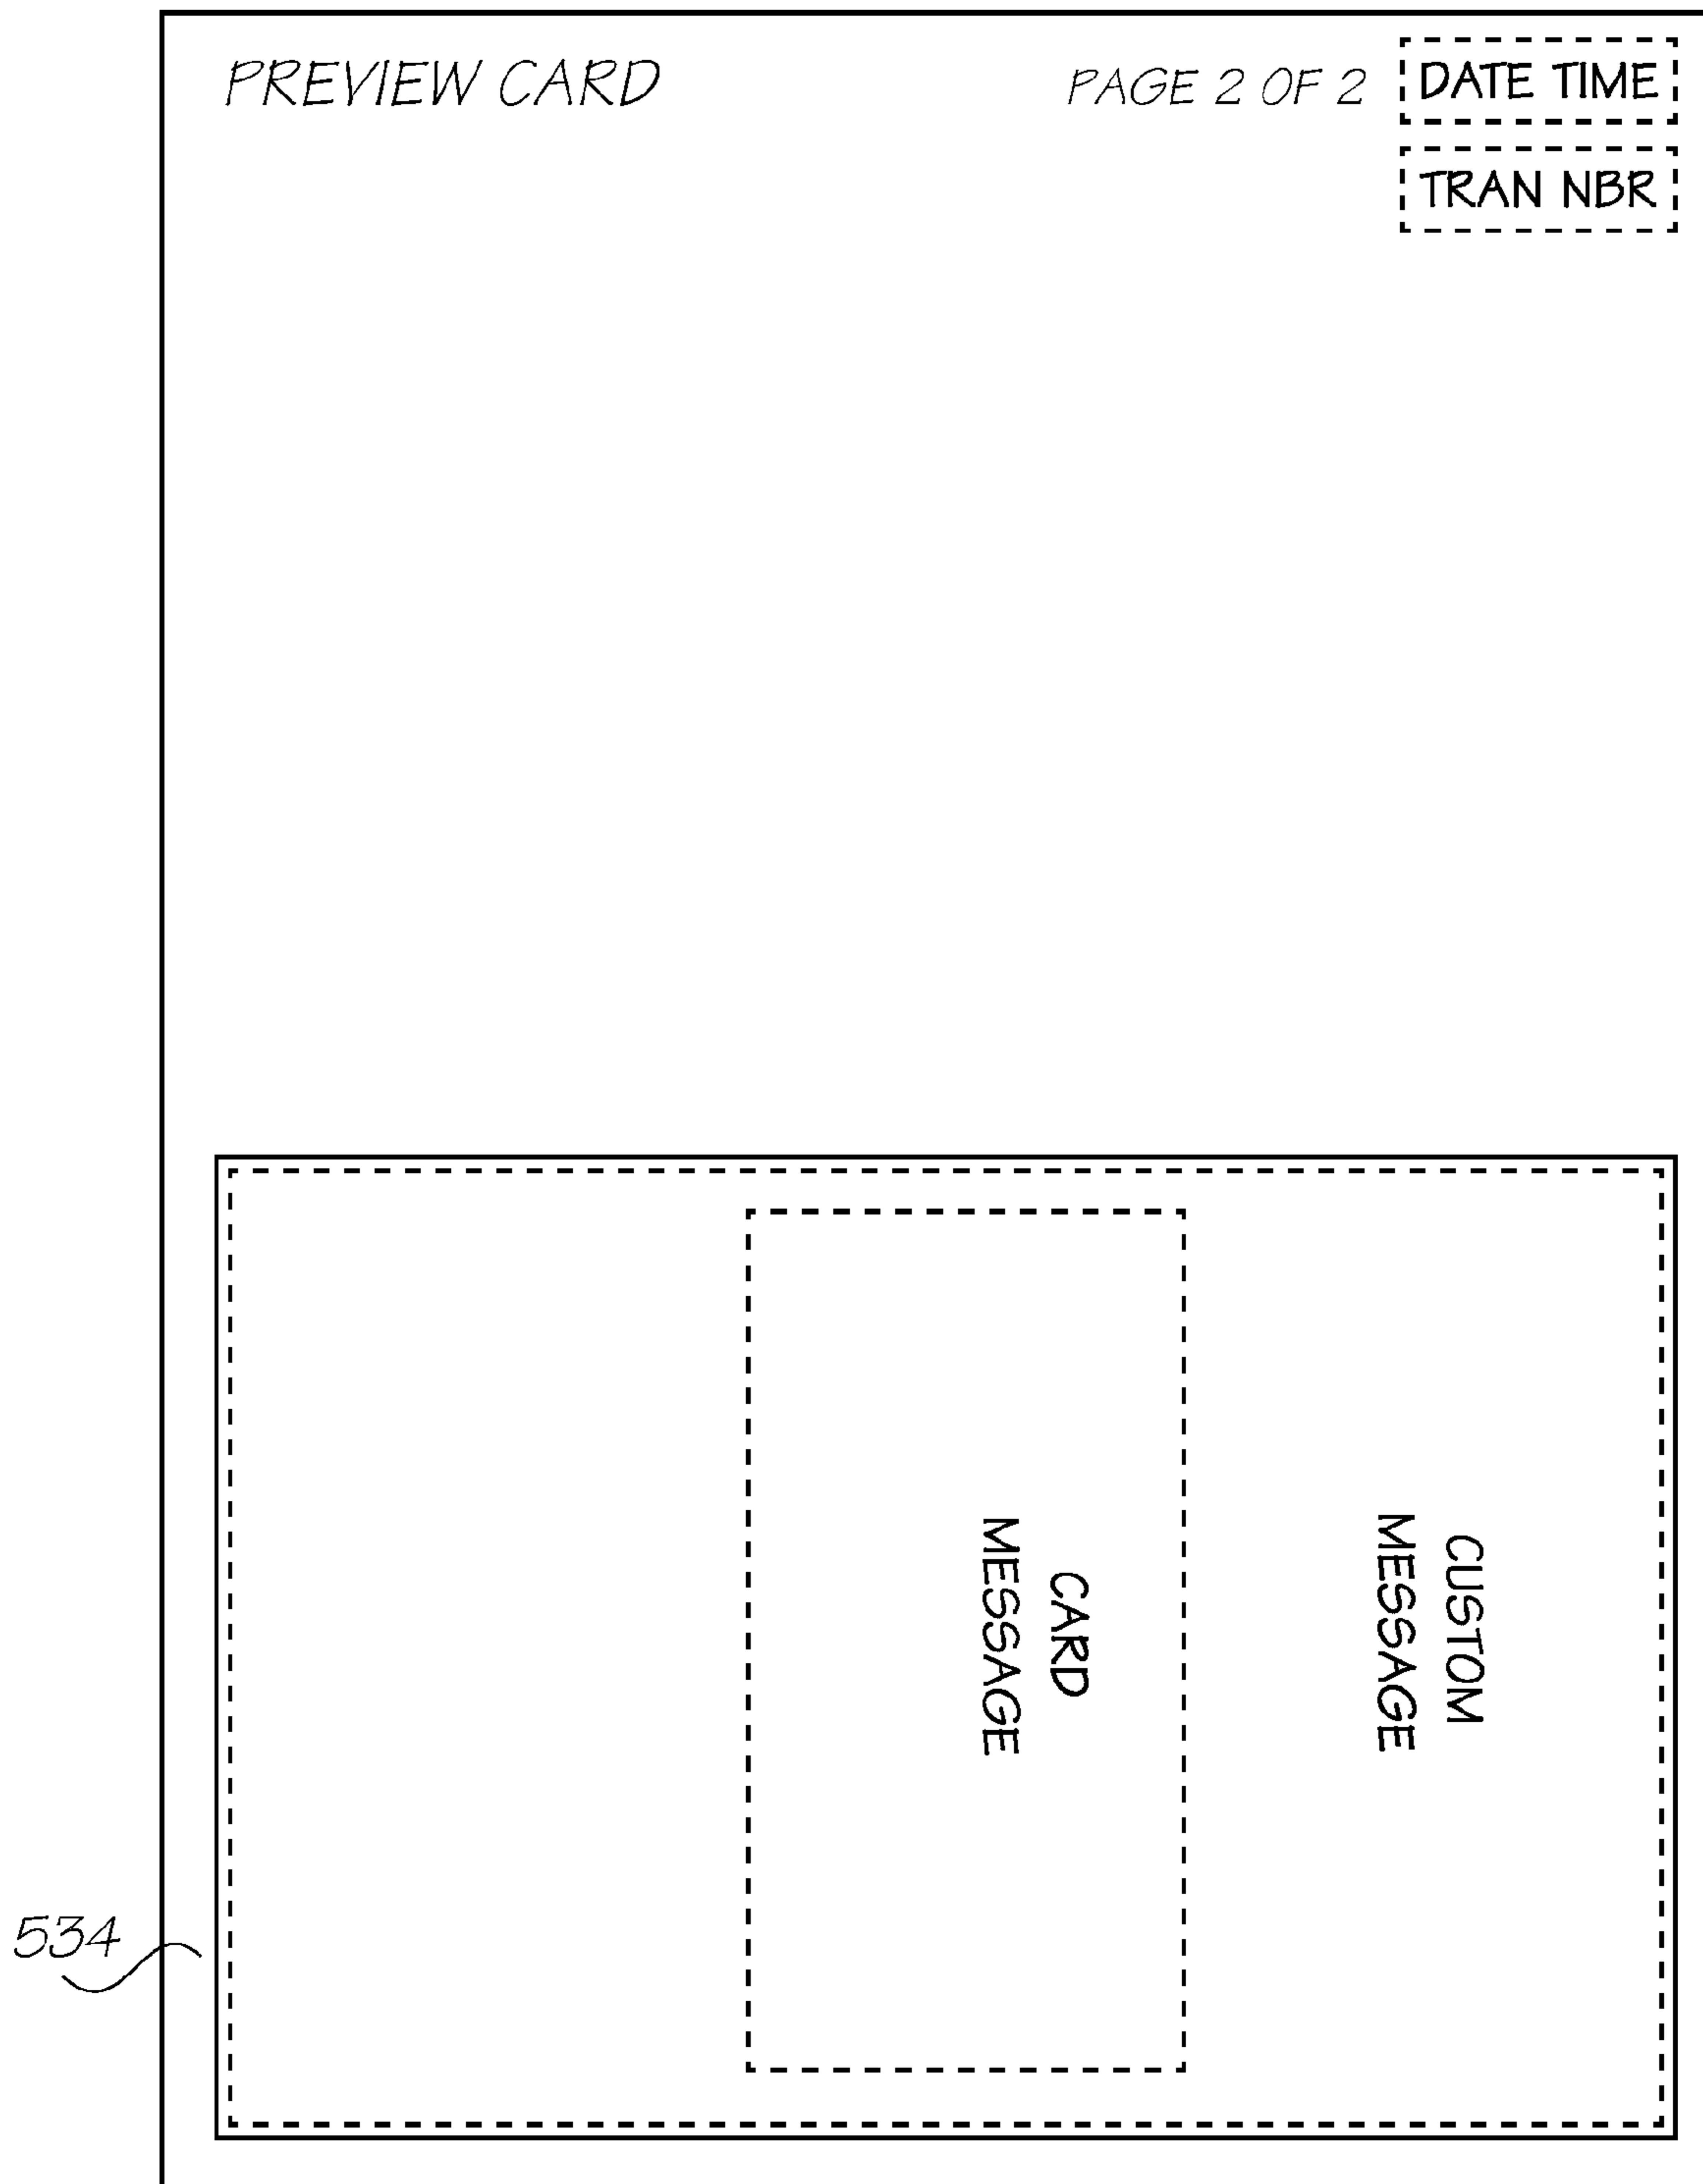 PREVIEW CARD
PAGE 2 OF 2
DATE TIME
TRAN NBR
CUSTOM
MESSAGE
CARD
MESSAGE
534